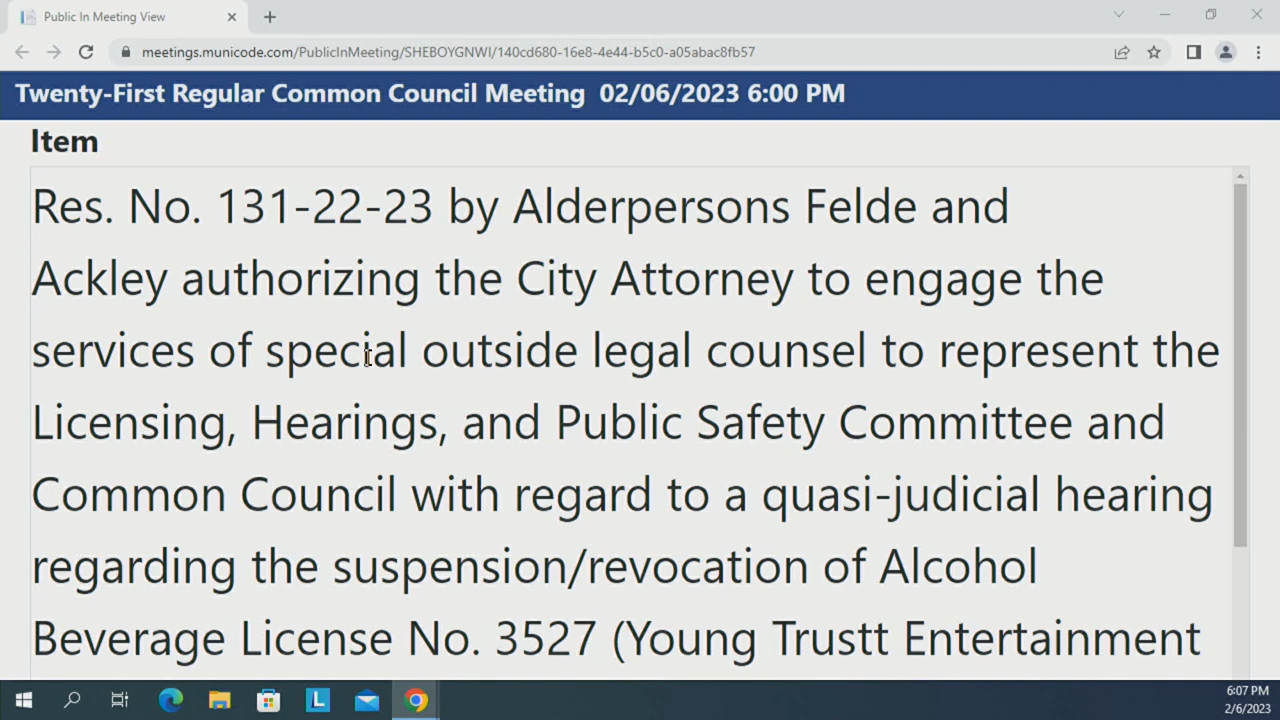 Public In Meeting View
meetings.municode.com/PublicInMeeting/SHEBOYGNWI/140cd680-16e8-4e44-b5c0-a05abac8fb57
Twenty-First Regular Common Council Meeting 02/06/2023 6:00 PM
Item
Res. No. 131-22-23 by Alderpersons Felde and
Ackley authorizing the City Attorney to engage the
services of special outside legal counsel to represent the
Licensing, Hearings, and Public Safety Committee and
Common Council with regard to a quasi-judicial hearing
regarding the suspension/revocation of Alcohol
Beverage License No. 3527 (Young Trustt Entertainment
L
6:07 PM
2/6/2023